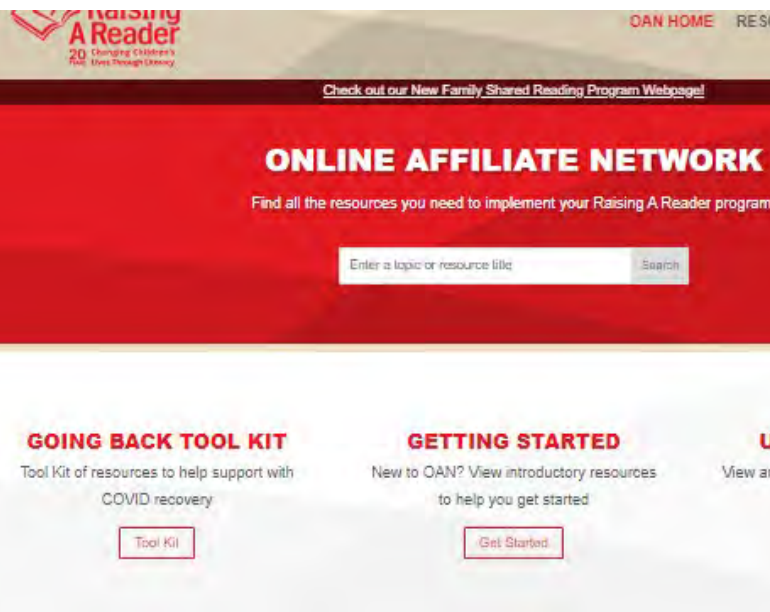 Raising
A Reader
20 Changing Children's
Lives Through Literacy
OAN HOME
Check out our New Family Shared Reading Program Webpage!
ONLINE AFFILIATE NETWORK
Find all the resources you need to implement your Raising A Reader program
Enter a topic or resource title Search
GOING BACK TOOL KIT GETTING STARTED
Tool Kit of resources to help support with New to OAN? View introductory resources View
COVID recovery to help you get started
Tool Kit Get Started